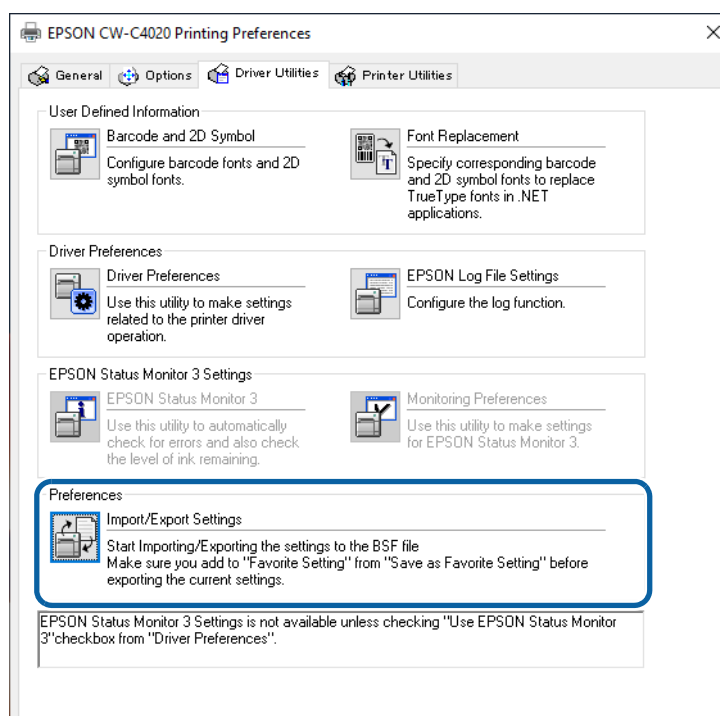 EPSON CW-C4020 Printing Preferences
General Options Driver Utilities Printer Utilities
User Defined Information
Barcode and 2D Symbol
Configure barcode fonts and 2D
symbol fonts.
Font Replacement
Specify corresponding barcode
and 2D symbol fonts to replace
TrueType fonts in .NET
applications.
Driver Preferences
Driver Preferences
Use this utility to make settings
related to the printer driver
operation.
EPSON Log File Settings
Configure the log function.
EPSON Status Monitor 3 Settings
EPSON Status Monitor 3
Use this utility to automatically
check for errors and also check
the level of ink remaining.
Monitoring Preferences
Use this utility to make settings
for EPSON Status Monitor 3.
Preferences
Import/Export Settings
Start Importing/Exporting the settings to the BSF file
Make sure you add to "Favorite Setting" from "Save as Favorite Setting" before
exporting the current settings.
EPSON Status Monitor 3 Settings is not available unless checking "Use EPSON Status Monitor
3"checkbox from "Driver Preferences".